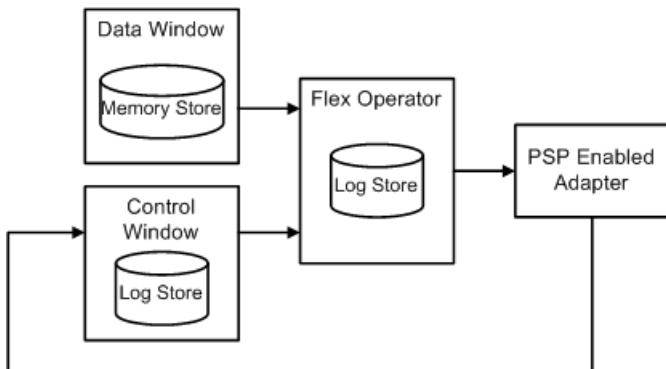 Data Window
Memory Store
Flex Operator
Log Store
PSP Enabled
Adapter
Control
Window
Log Store